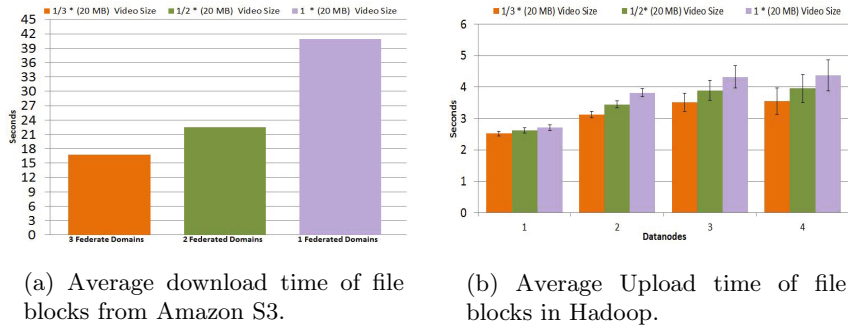 1/3 * (20 MB) Video Size 1/2 * (20 MB) Video Size 1 * (20 MB) Video Size
45
42
39
36
33
30
27
24
21
18
15
12
9
6
3
0
Seconds
3 Federate Domains 2 Federated Domains 1 Federated Domains
(a) Average download time of file
blocks from Amazon S3.
1/3 * (20 MB) Video Size 1/2* (20 MB) Video Size 1 * (20 MB) Video Size
6
5
4
3
2
1
0
Seconds
1 2 3 4
Datanodes
(b) Average Upload time of file
blocks in Hadoop.